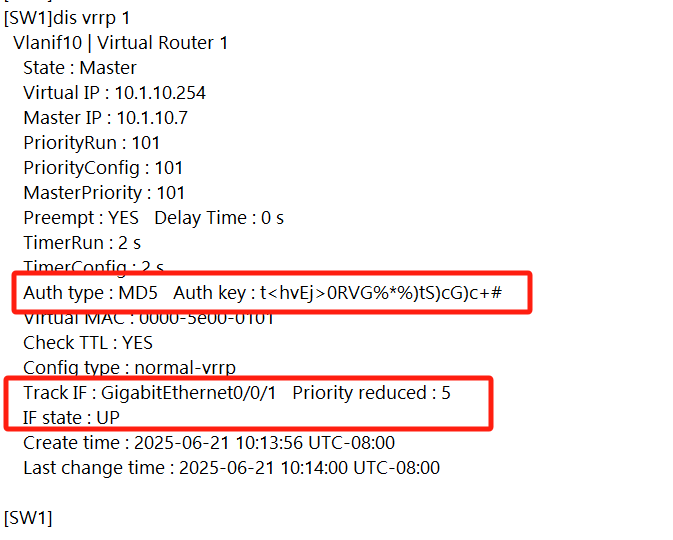 [SW1]dis vrrp 1
Vlanif10 | Virtual Router 1
State : Master
Virtual IP : 10.1.10.254
Master IP : 10.1.10.7
PriorityRun : 101
PriorityConfig : 101
MasterPriority : 101
Preempt : YES   Delay Time : 0 s
TimerRun : 2 s
TimerConfig : 2 s
Auth type : MD5   Auth key : t<hvEj>0RVG%*%)tS)cG)c+#
Virtual MAC : 0000-5e00-0101
Check TTL : YES
Config type : normal-vrrp
Track IF : GigabitEthernet0/0/1   Priority reduced : 5
IF state : UP
Create time : 2025-06-21 10:13:56 UTC-08:00
Last change time : 2025-06-21 10:14:00 UTC-08:00
[SW1]